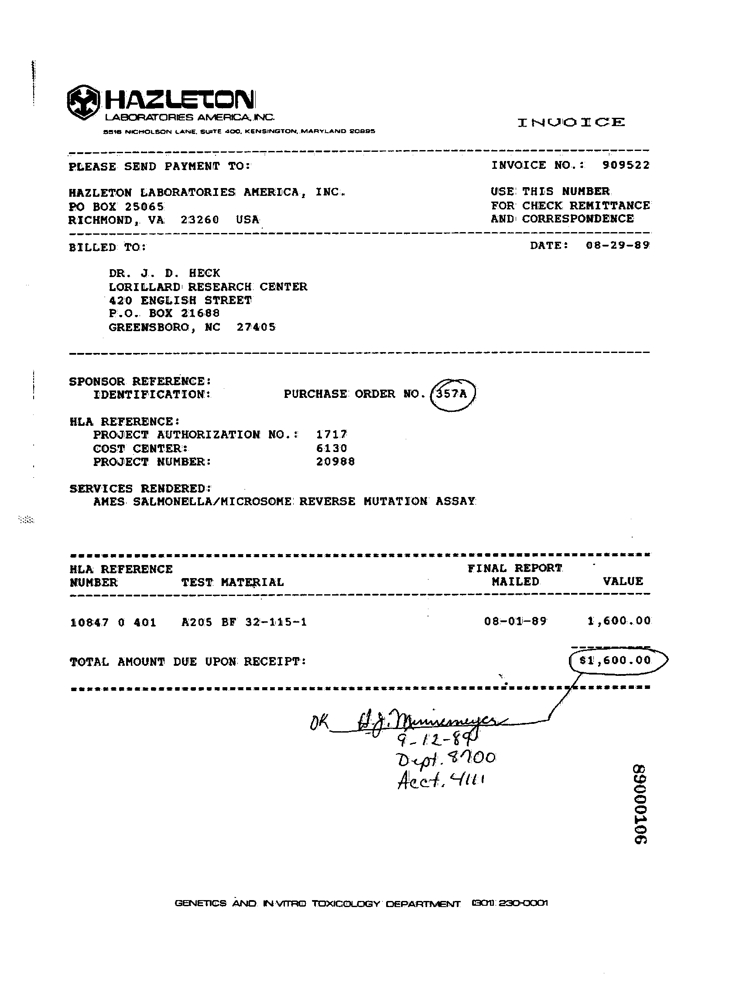 HAZLETON
LABORATORIES AMERICA, INC.
5516 NICHOLSON LANE, SUITE 400, KENSINGTON, MARYLAND 20895
INVOICE
PLEASE SEND PAYMENT TO: INVOICE NO.: 909522
HAZLETON LABORATORIES AMERICA, INC. USE THIS NUMBER
PO BOX 25065 FOR CHECK REMITTANCE
RICHMOND, VA 23260 USA AND CORRESPONDENCE
BILLED TO: DATE: 08-29-89
DR. J. D. HECK
LORILLARD RESEARCH CENTER
420 ENGLISH STREET
P.O. BOX 21688
GREENSBORO, NC 27405
SPONSOR REFERENCE:
IDENTIFICATION: PURCHASE ORDER NO. 357A
HLA REFERENCE:
PROJECT AUTHORIZATION NO.: 1717
COST CENTER: 6130
PROJECT NUMBER: 20988
SERVICES RENDERED:
AMES SALMONELLA/MICROSOME REVERSE MUTATION ASSAY
HLA REFERENCE FINAL REPORT
NUMBER TEST MATERIAL MAILED VALUE
10847 0 401 A205 BF 32-115-1 08-01-89 1,600.00
TOTAL AMOUNT DUE UPON RECEIPT: $1,600.00
OK H.J. Minnemeyer
9-12-89
Dept. 8700
Acct. 4111
89000106
GENETICS AND IN VITRO TOXICOLOGY DEPARTMENT (301) 230-0001